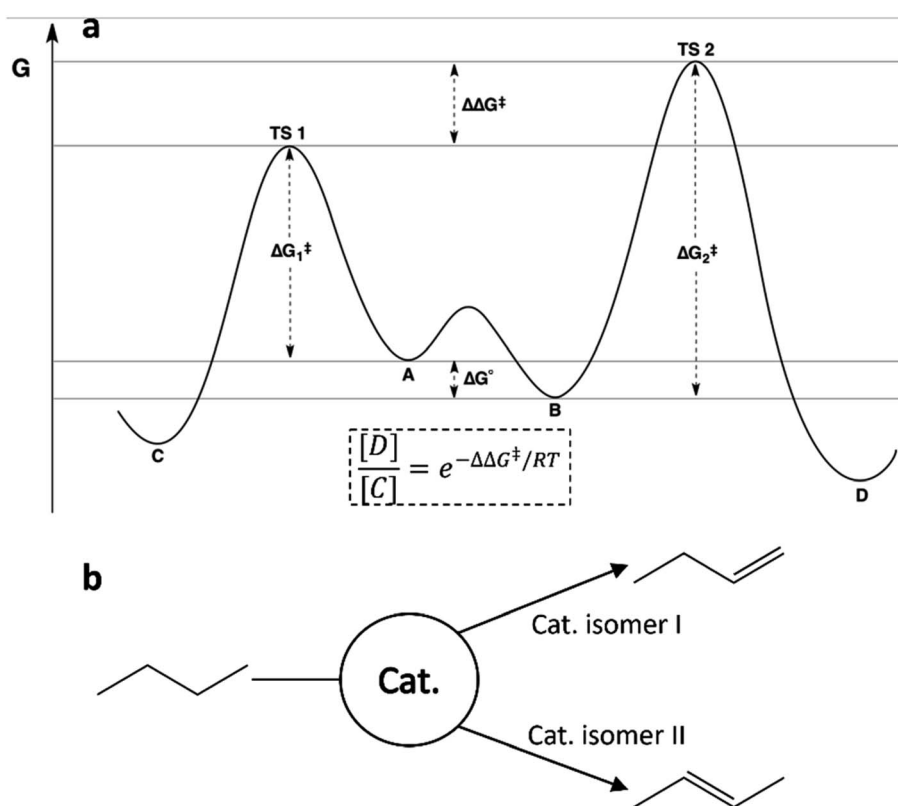 a
G
TS 2
ΔΔG‡
TS 1
ΔG₁‡
ΔG₂‡
A
ΔG°
B
C
[D]/[C] = e^{-ΔΔG‡/RT}
D
b
Cat. isomer I
Cat.
Cat. isomer II